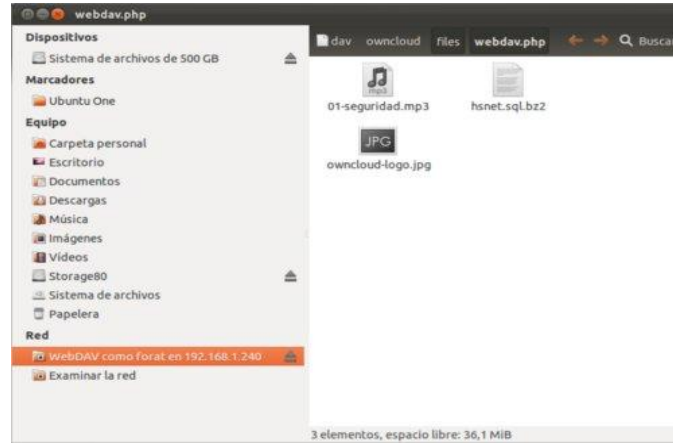 webdav.php
Dispositivos
Sistema de archivos de 500 GB
Marcadores
Ubuntu One
Equipo
Carpeta personal
Escritorio
Documentos
Descargas
Música
Imágenes
Vídeos
Storage80
Sistema de archivos
Papelera
Red
WebDAV como forat en 192.168.1.240
Examinar la red
dav owncloud files webdav.php Buscar
mp3
01-seguridad.mp3
hsnet.sql.bz2
JPG
owncloud-logo.jpg
3 elementos, espacio libre: 36,1 MiB